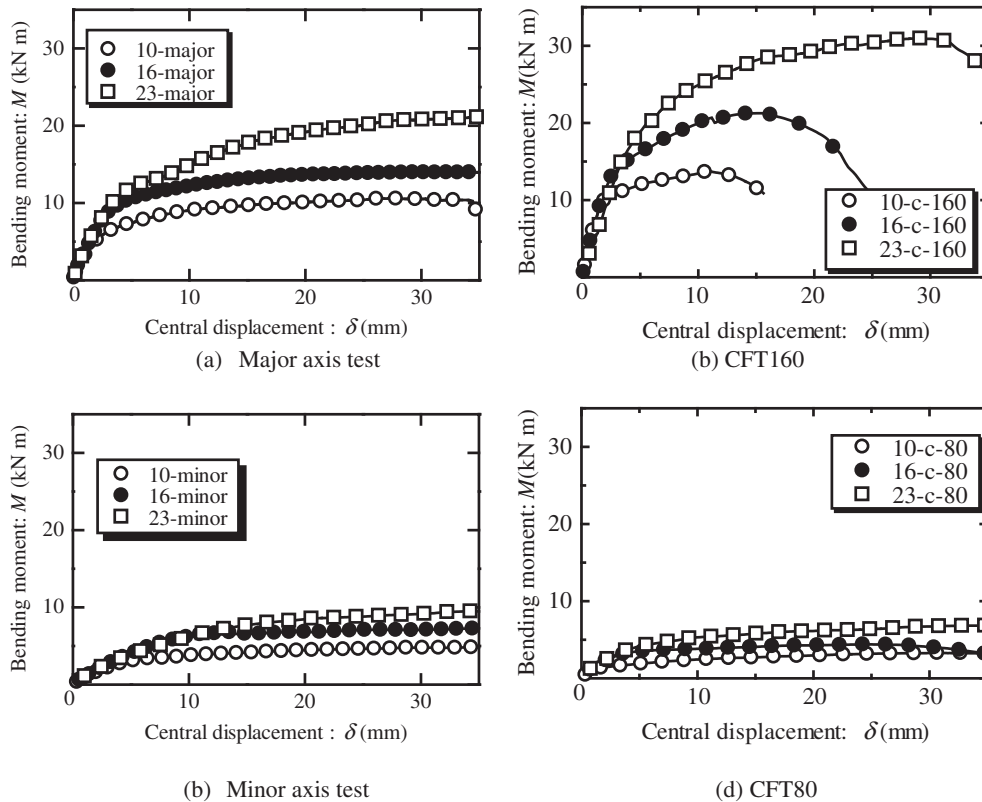 Bending moment: M (kN m)
30
20
10
10-major
16-major
23-major
0 10 20 30
Central displacement : δ (mm)
(a) Major axis test
Bending moment: M(kN m)
30
20
10
10-c-160
16-c-160
23-c-160
0 10 20 30
Central displacement: δ (mm)
(b) CFT160
Bending moment: M (kN m)
30
20
10
10-minor
16-minor
23-minor
0 10 20 30
Central displacement : δ (mm)
(b) Minor axis test
Bending moment: M(kN m)
30
20
10
10-c-80
16-c-80
23-c-80
0 10 20 30
Central displacement: δ (mm)
(d) CFT80